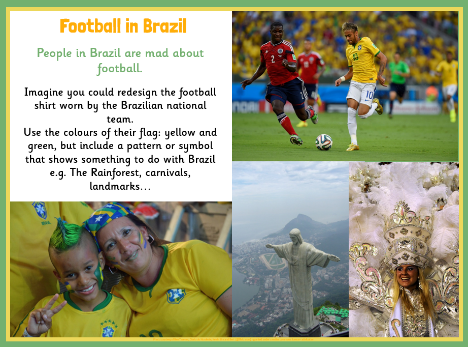 Football in Brazil
People in Brazil are mad about
football.
Imagine you could redesign the football
shirt worn by the Brazilian national
team.
Use the colours of their flag: yellow and
green, but include a pattern or symbol
that shows something to do with Brazil
e.g. The Rainforest, carnivals,
landmarks…
2
10